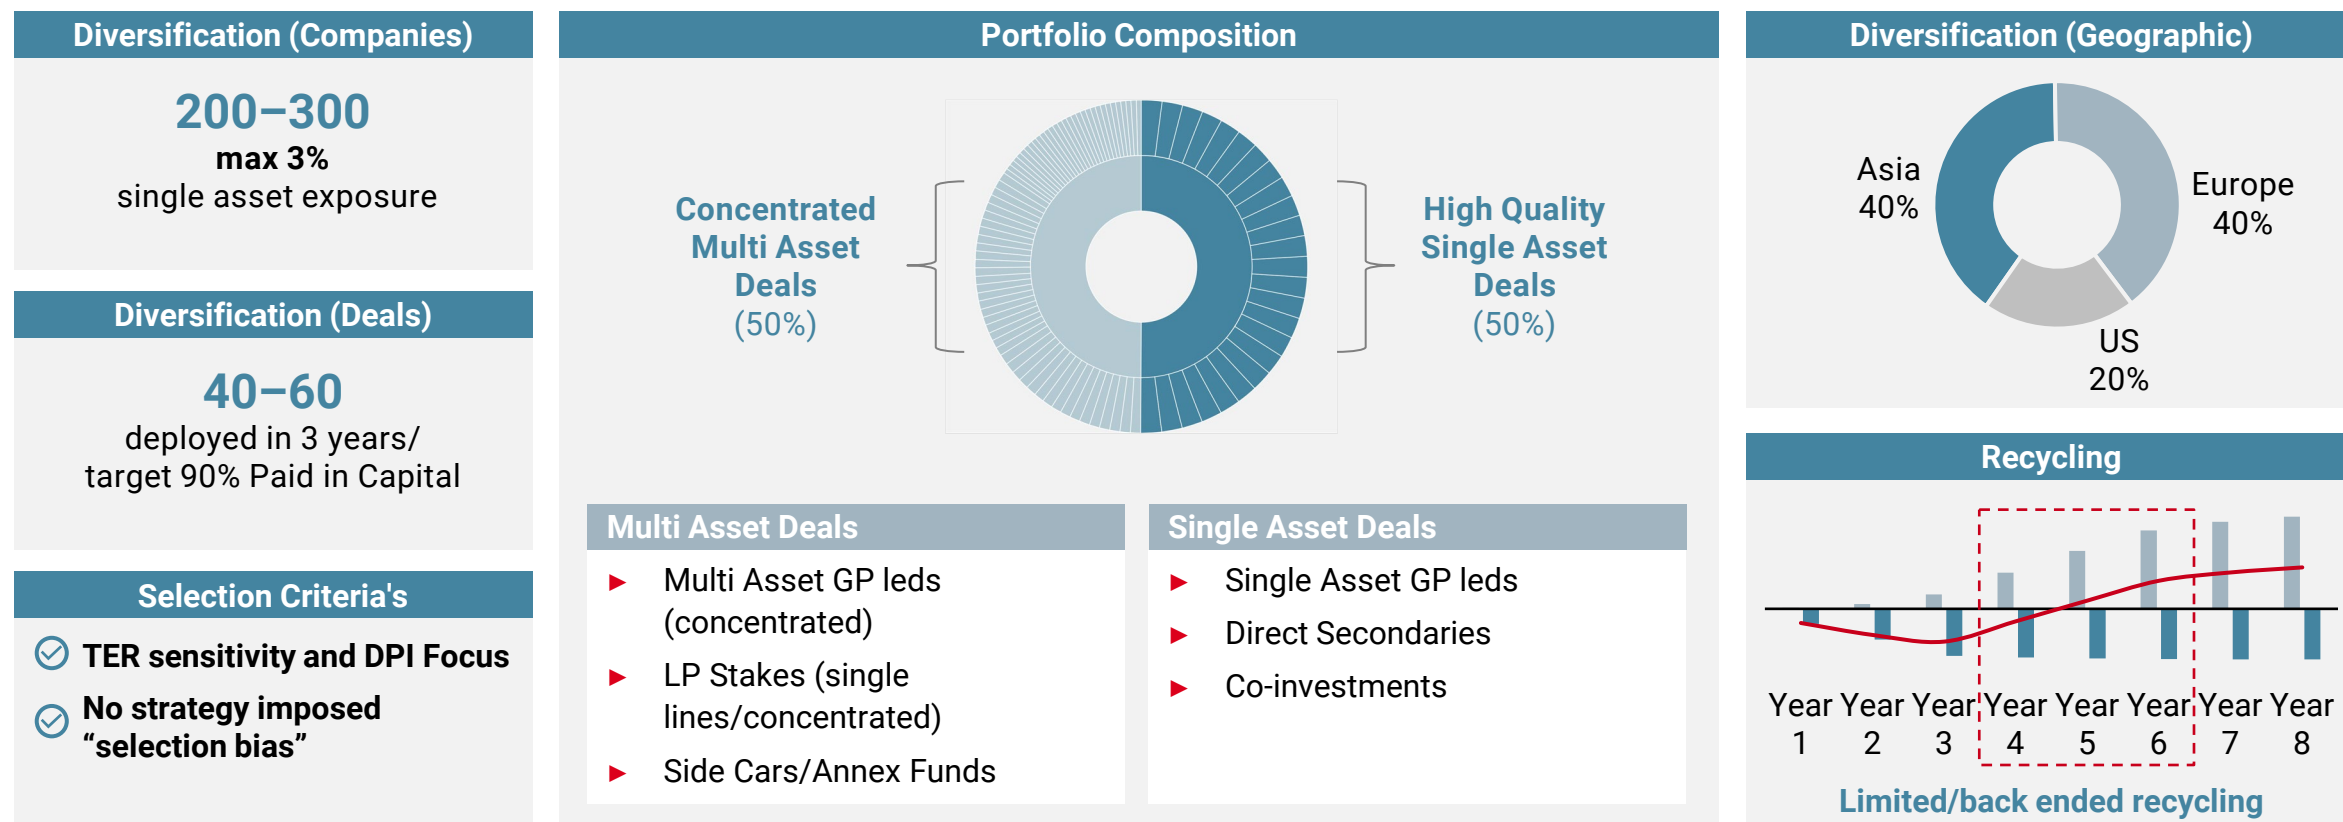 Diversification (Companies)
200–300
max 3%
single asset exposure
Diversification (Deals)
40–60
deployed in 3 years/
target 90% Paid in Capital
Selection Criteria's
TER sensitivity and DPI Focus
No strategy imposed
“selection bias”
Portfolio Composition
Concentrated
Multi Asset
Deals
(50%)
High Quality
Single Asset
Deals
(50%)
Multi Asset Deals
Multi Asset GP leds
(concentrated)
LP Stakes (single
lines/concentrated)
Side Cars/Annex Funds
Single Asset Deals
Single Asset GP leds
Direct Secondaries
Co-investments
Diversification (Geographic)
Asia
40%
Europe
40%
US
20%
Recycling
Year Year Year Year Year Year Year Year
1 2 3 4 5 6 7 8
Limited/back ended recycling